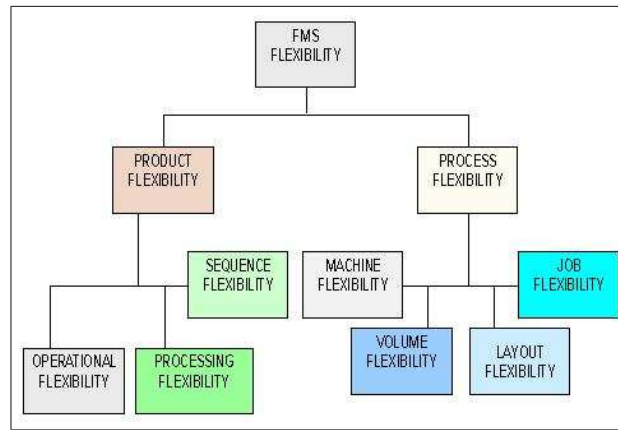 FMS
FLEXIBILITY
PRODUCT
FLEXIBILITY
PROCESS
FLEXIBILITY
SEQUENCE
FLEXIBILITY
MACHINE
FLEXIBILITY
JOB
FLEXIBILITY
OPERATIONAL
FLEXIBILITY
PROCESSING
FLEXIBILITY
VOLUME
FLEXIBILITY
LAYOUT
FLEXIBILITY